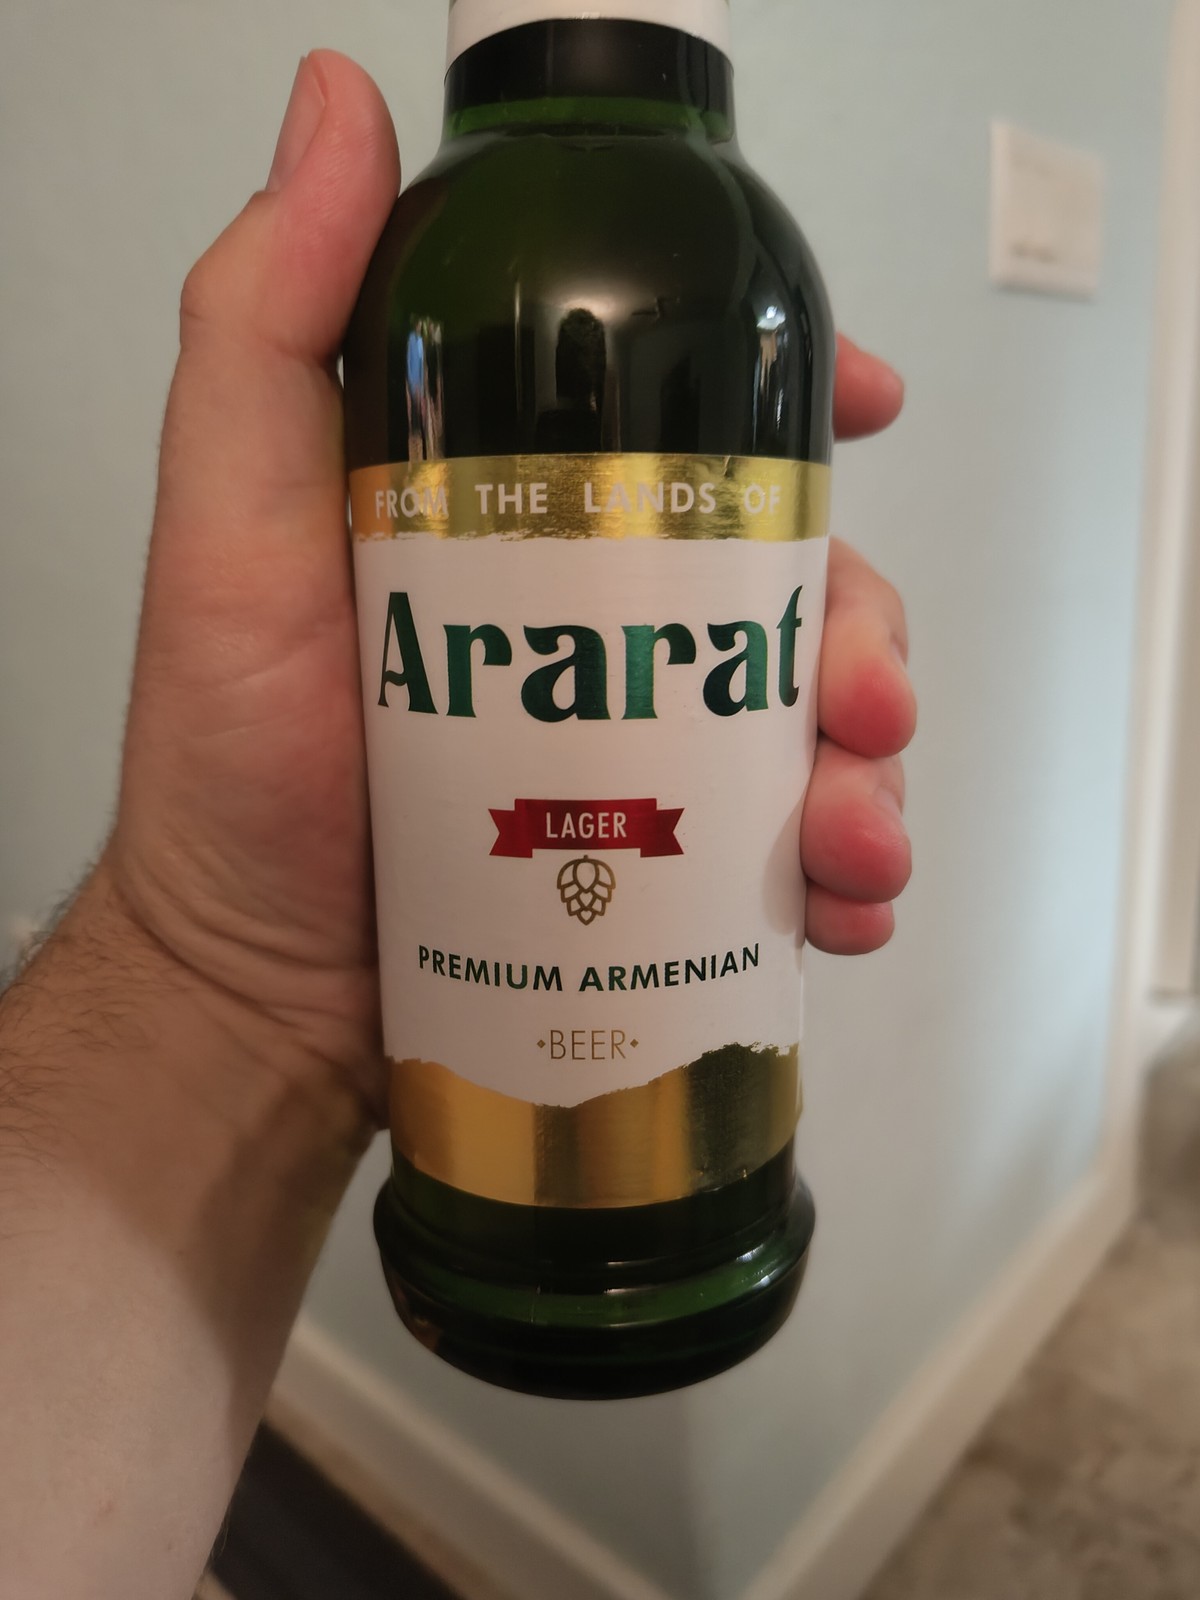 FROM THE LANDS OF
Ararat
LAGER
PREMIUM ARMENIAN
·BEER·